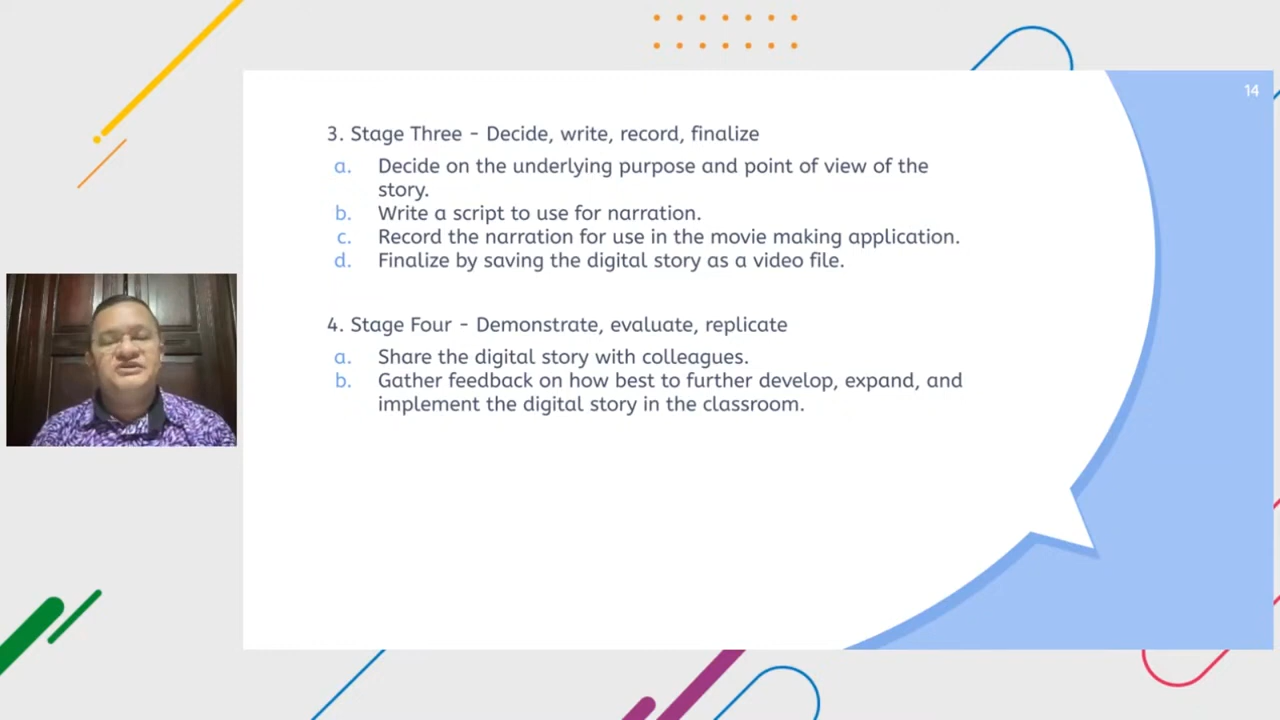 14
3. Stage Three - Decide, write, record, finalize
a. Decide on the underlying purpose and point of view of the
story.
b. Write a script to use for narration.
c. Record the narration for use in the movie making application.
d. Finalize by saving the digital story as a video file.
4. Stage Four - Demonstrate, evaluate, replicate
a. Share the digital story with colleagues.
b. Gather feedback on how best to further develop, expand, and
implement the digital story in the classroom.